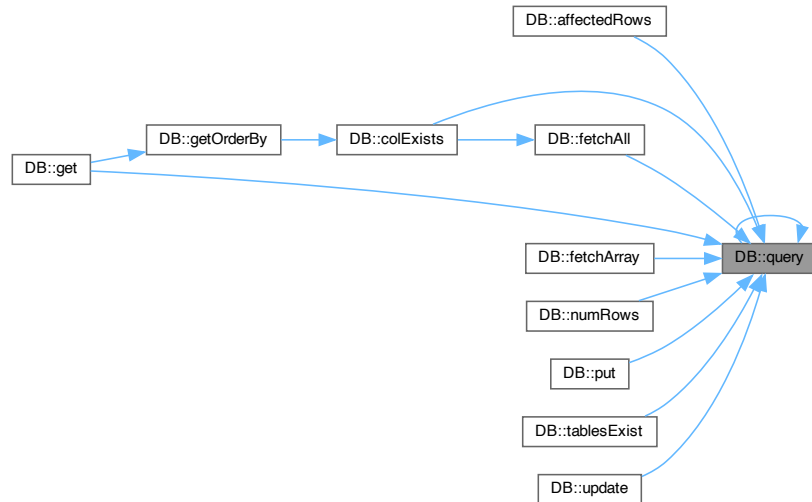 DB::affectedRows
DB::getOrderBy
DB::colExists
DB::fetchAll
DB::get
DB::query
DB::fetchArray
DB::numRows
DB::put
DB::tablesExist
DB::update